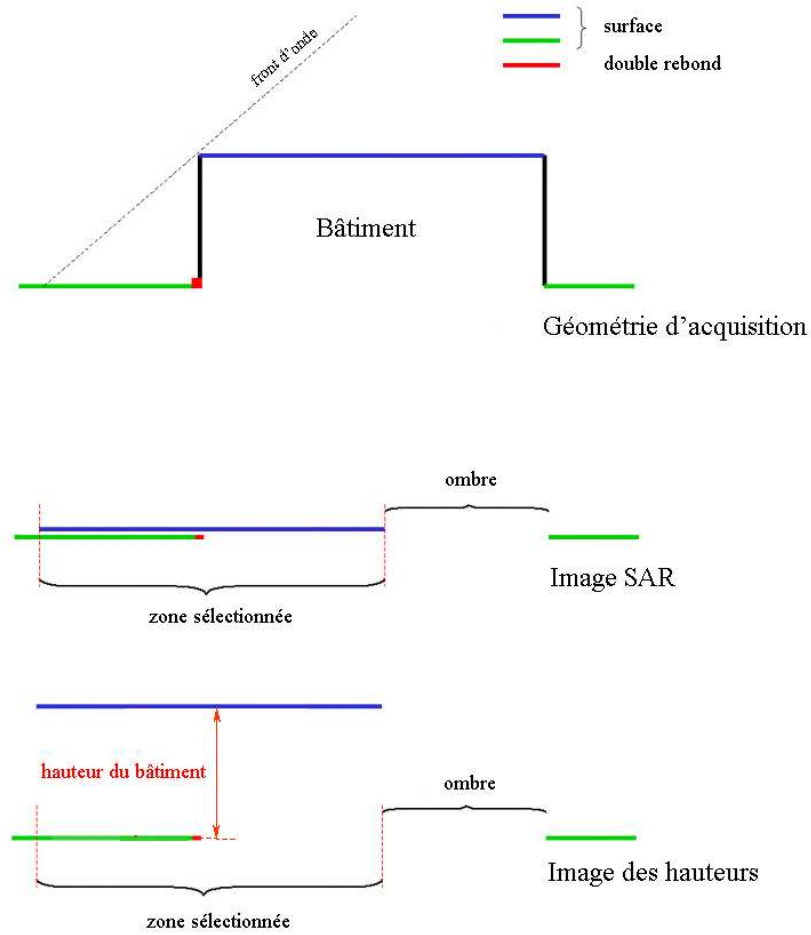 surface
front d'onde
double rebond
Bâtiment
Géométrie d'acquisition
ombre
Image SAR
zone sélectionnée
hauteur du bâtiment
ombre
Image des hauteurs
zone sélectionnée